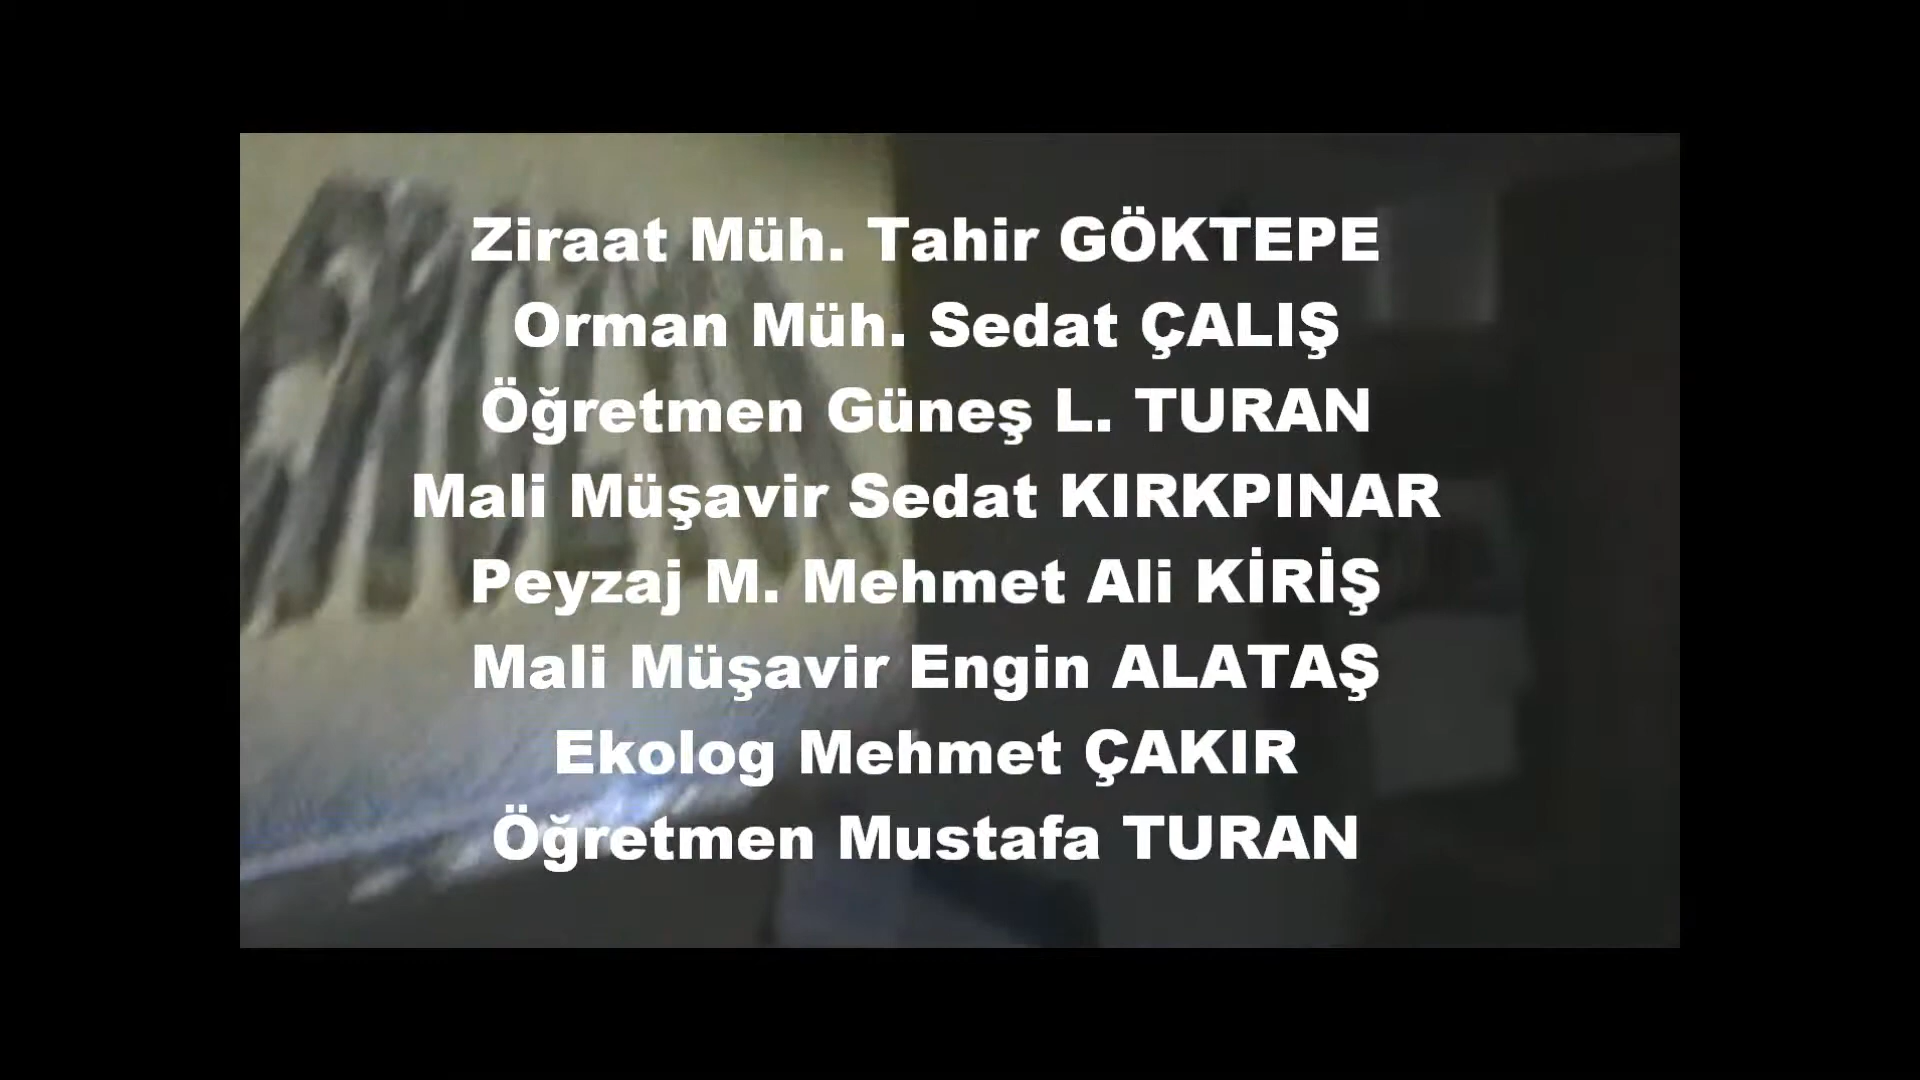 Ziraat Müh. Tahir GÖKTEPE
Orman Müh. Sedat ÇALIŞ
Öğretmen Güneş L. TURAN
Mali Müşavir Sedat KIRKPINAR
Peyzaj M. Mehmet Ali KİRİŞ
Mali Müşavir Engin ALATAŞ
Ekolog Mehmet ÇAKIR
Öğretmen Mustafa TURAN